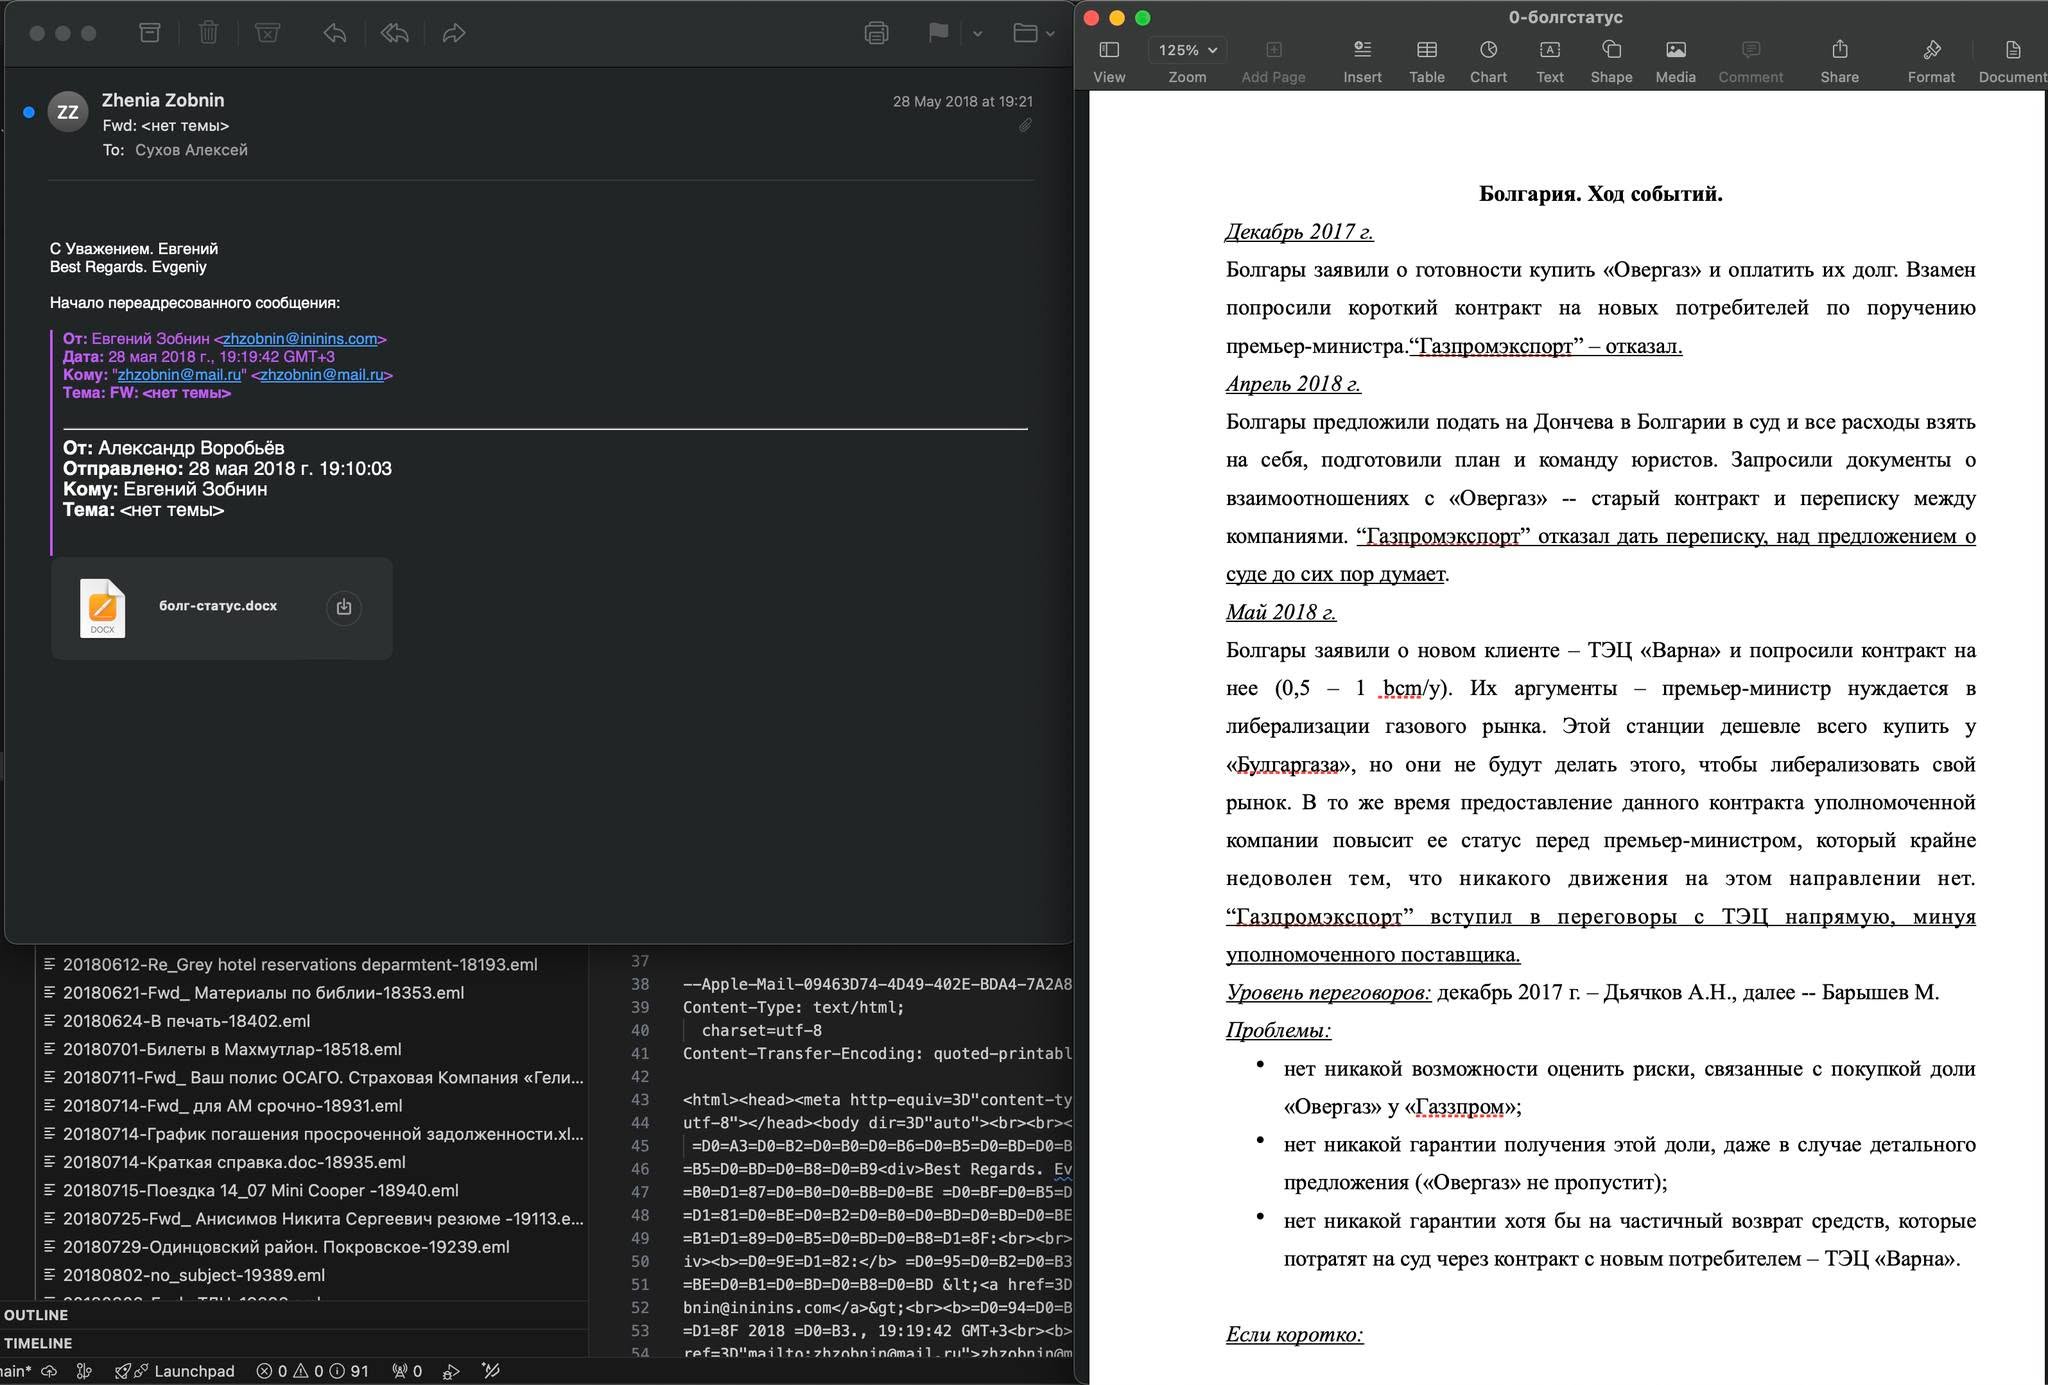 Zhenia Zobnin
28 May 2018 at 19:21
Fwd: <нет темы>
To: Сухов Алексей
ZZ
С Уважением. Евгений
Best Regards. Evgeniy
Начало переадресованного сообщения:
От: Евгений Зобнин <zhzobnin@ininins.com>
Дата: 28 мая 2018 г., 19:19:42 GMT+3
Кому: "zhzobnin@mail.ru" <zhzobnin@mail.ru>
Тема: FW: <нет темы>
От: Александр Воробьёв
Отправлено: 28 мая 2018 г. 19:10:03
Кому: Евгений Зобнин
Тема: <нет темы>
DOCX
болг-статус.docx
20180612-Re_Grey hotel reservations deparmtent-18193.eml
20180621-Fwd_ Материалы по библии-18353.eml
20180624-В печать-18402.eml
20180701-Билеты в Махмутлар-18518.eml
20180711-Fwd_ Ваш полис ОСАГО. Страховая Компания «Гели...
20180714-Fwd_ для АМ срочно-18931.eml
20180714-График погашения просроченной задолженности.xl...
20180714-Краткая справка.doc-18935.eml
20180715-Поездка 14_07 Mini Cooper -18940.eml
20180725-Fwd_ Анисимов Никита Сергеевич резюме -19113.e...
20180729-Одинцовский район. Покровское-19239.eml
20180802-no_subject-19389.eml
OUTLINE
TIMELINE
ain* Launchpad 0 0 91 0
37
38 --Apple-Mail-09463D74-4D49-402E-BDA4-7A2A8
39 Content-Type: text/html;
40 charset=utf-8
41 Content-Transfer-Encoding: quoted-printabl
42
43 <html><head><meta http-equiv=3D"content-ty
44 utf-8"></head><body dir=3D"auto"><br><br><
45 =D0=A3=D0=B2=D0=B0=D0=B6=D0=B5=D0=BD=D0=B
46 =B5=D0=BD=D0=B8=D0=B9<div>Best Regards. Ev
47 =B0=D1=87=D0=B0=D0=BB=D0=BE =D0=BF=D0=B5=D
48 =D1=81=D0=BE=D0=B2=D0=B0=D0=BD=D0=BD=D0=BE
49 =B1=D1=89=D0=B5=D0=BD=D0=B8=D1=8F:<br><br>
50 iv><b>=D0=9E=D1=82:</b> =D0=95=D0=B2=D0=B3
51 =BE=D0=B1=D0=BD=D0=B8=D0=BD &lt;<a href=3D
52 bnin@ininins.com</a>&gt;<br><b>=D0=94=D0=B
53 =D1=8F 2018 =D0=B3., 19:19:42 GMT+3<br><b>
54 ref=3D"mailto:zhzobnin@mail.ru">zhzobnin@m
0-болгстатус
125%
View Zoom Add Page Insert Table Chart Text Shape Media Comment Share Format Document
Болгария. Ход событий.
Декабрь 2017 г.
Болгары заявили о готовности купить «Овергаз» и оплатить их долг. Взамен
попросили короткий контракт на новых потребителей по поручению
премьер-министра.“Газпромэкспорт” – отказал.
Апрель 2018 г.
Болгары предложили подать на Дончева в Болгарии в суд и все расходы взять
на себя, подготовили план и команду юристов. Запросили документы о
взаимоотношениях с «Овергаз» -- старый контракт и переписку между
компаниями. “Газпромэкспорт” отказал дать переписку, над предложением о
суде до сих пор думает.
Май 2018 г.
Болгары заявили о новом клиенте – ТЭЦ «Варна» и попросили контракт на
нее (0,5 – 1 bcm/y). Их аргументы – премьер-министр нуждается в
либерализации газового рынка. Этой станции дешевле всего купить у
«Булгаргаза», но они не будут делать этого, чтобы либерализовать свой
рынок. В то же время предоставление данного контракта уполномоченной
компании повысит ее статус перед премьер-министром, который крайне
недоволен тем, что никакого движения на этом направлении нет.
“Газпромэкспорт” вступил в переговоры с ТЭЦ напрямую, минуя
уполномоченного поставщика.
Уровень переговоров: декабрь 2017 г. – Дьячков А.Н., далее -- Барышев М.
Проблемы:
• нет никакой возможности оценить риски, связанные с покупкой доли
«Овергаз» у «Газзпром»;
• нет никакой гарантии получения этой доли, даже в случае детального
предложения («Овергаз» не пропустит);
• нет никакой гарантии хотя бы на частичный возврат средств, которые
потратят на суд через контракт с новым потребителем – ТЭЦ «Варна».
Если коротко: